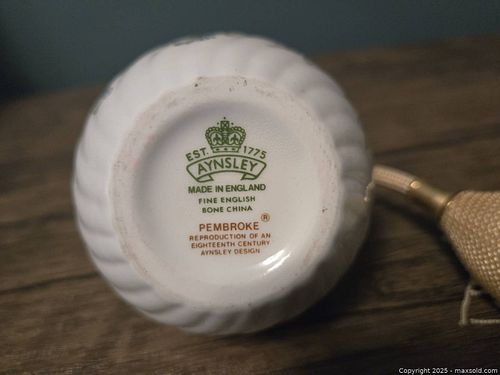 EST. 1775
AYNSLEY
MADE IN ENGLAND
FINE ENGLISH
BONE CHINA
PEMBROKE ®
REPRODUCTION OF AN
EIGHTEENTH CENTURY
AYNSLEY DESIGN
Copyright 2025 - maxsold.com